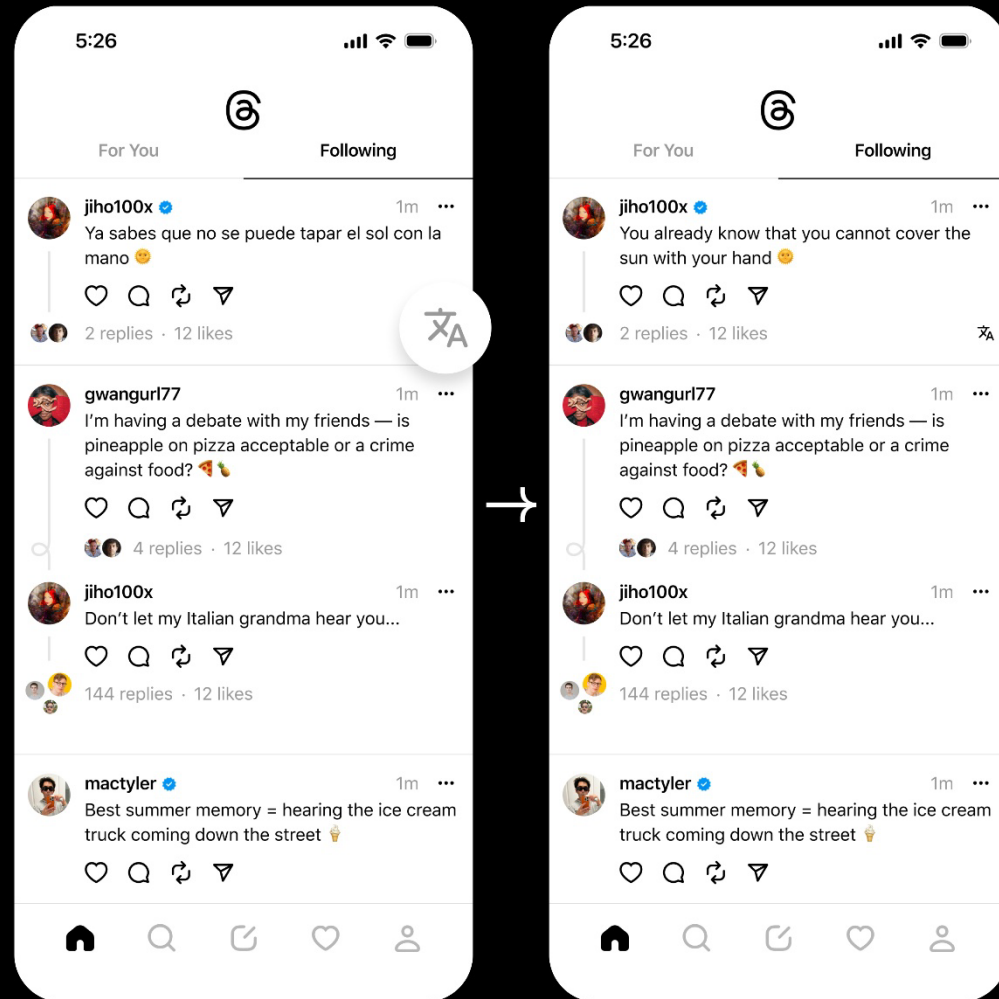 5:26
For You
Following
jiho100x
1m
Ya sabes que no se puede tapar el sol con la
mano 🌞
2 replies · 12 likes
gwangurl77
1m
I’m having a debate with my friends — is
pineapple on pizza acceptable or a crime
against food? 🍕🍍
4 replies · 12 likes
jiho100x
1m
Don’t let my Italian grandma hear you...
144 replies · 12 likes
mactyler
1m
Best summer memory = hearing the ice cream
truck coming down the street 🍦
5:26
For You
Following
jiho100x
1m
You already know that you cannot cover the
sun with your hand 🌞
2 replies · 12 likes
gwangurl77
1m
I’m having a debate with my friends — is
pineapple on pizza acceptable or a crime
against food? 🍕🍍
4 replies · 12 likes
jiho100x
1m
Don’t let my Italian grandma hear you...
144 replies · 12 likes
mactyler
1m
Best summer memory = hearing the ice cream
truck coming down the street 🍦